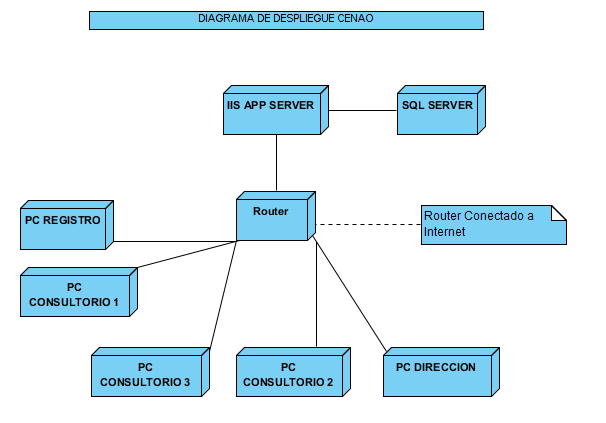 DIAGRAMA DE DESPLIEGUE CENAO
IIS APP SERVER
SQL SERVER
Router
Router Conectado a
Internet
PC REGISTRO
PC
CONSULTORIO 1
PC
CONSULTORIO 3
PC
CONSULTORIO 2
PC DIRECCION